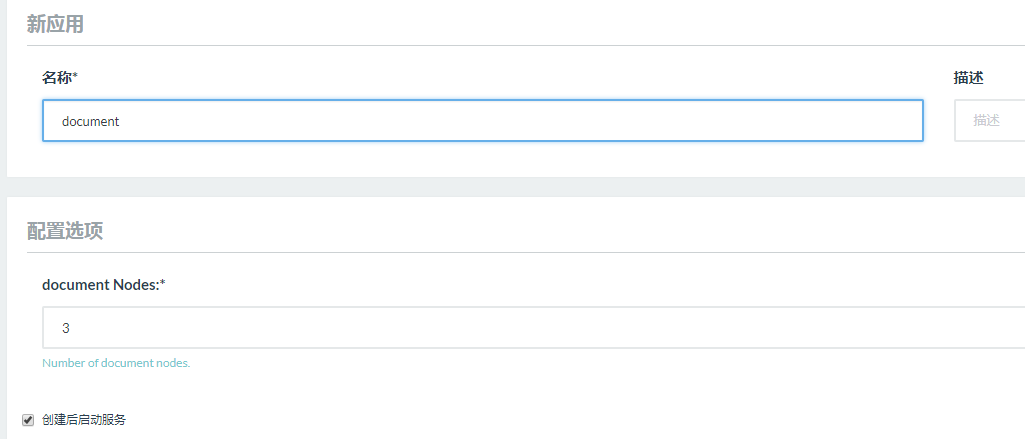 新应用
名称* 描述
document 描述
配置选项
document Nodes:*
3
Number of document nodes.
创建后启动服务